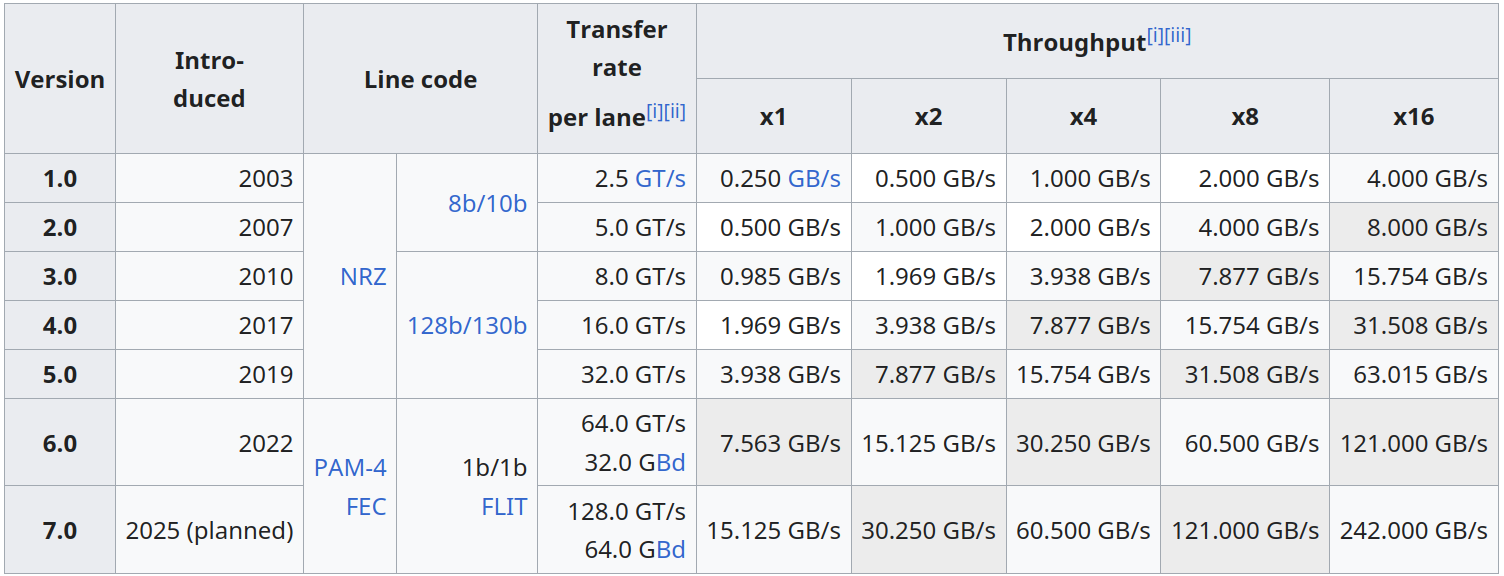 Version Intro-duced Line code Transfer rate per lane[i][ii] Throughput[i][iii]
x1 x2 x4 x8 x16
1.0 2003 NRZ 8b/10b 2.5 GT/s 0.250 GB/s 0.500 GB/s 1.000 GB/s 2.000 GB/s 4.000 GB/s
2.0 2007 5.0 GT/s 0.500 GB/s 1.000 GB/s 2.000 GB/s 4.000 GB/s 8.000 GB/s
3.0 2010 128b/130b 8.0 GT/s 0.985 GB/s 1.969 GB/s 3.938 GB/s 7.877 GB/s 15.754 GB/s
4.0 2017 16.0 GT/s 1.969 GB/s 3.938 GB/s 7.877 GB/s 15.754 GB/s 31.508 GB/s
5.0 2019 32.0 GT/s 3.938 GB/s 7.877 GB/s 15.754 GB/s 31.508 GB/s 63.015 GB/s
6.0 2022 PAM-4 FEC 1b/1b FLIT 64.0 GT/s 32.0 GBd 7.563 GB/s 15.125 GB/s 30.250 GB/s 60.500 GB/s 121.000 GB/s
7.0 2025 (planned) 128.0 GT/s 64.0 GBd 15.125 GB/s 30.250 GB/s 60.500 GB/s 121.000 GB/s 242.000 GB/s